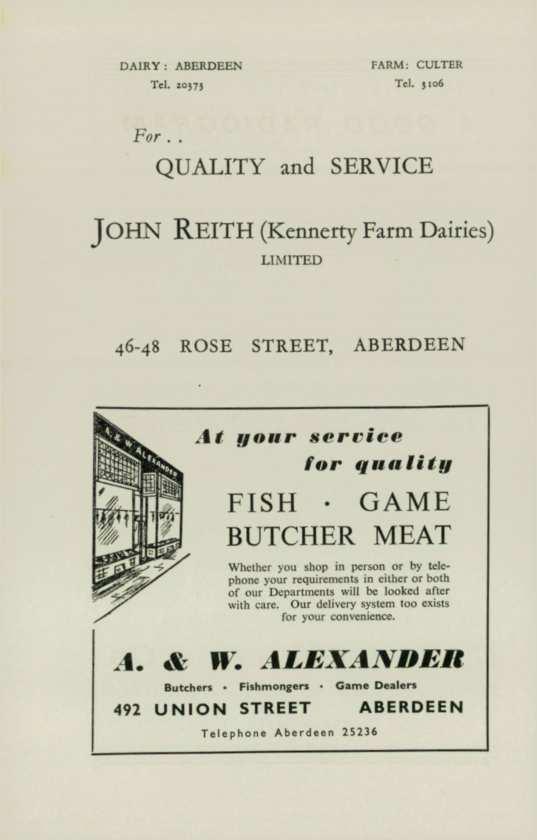 DAIRY: ABERDEEN
Tel. 20373
FARM: CULTER
Tel. 3106
For . .
QUALITY and SERVICE
JOHN REITH (Kennerty Farm Dairies)
LIMITED
46-48 ROSE STREET, ABERDEEN
A. & W. ALEXANDER
At your service
for quality
FISH · GAME
BUTCHER MEAT
Whether you shop in person or by tele-
phone your requirements in either or both
of our Departments will be looked after
with care. Our delivery system too exists
for your convenience.
A. & W. ALEXANDER
Butchers · Fishmongers · Game Dealers
492 UNION STREET ABERDEEN
Telephone Aberdeen 25236